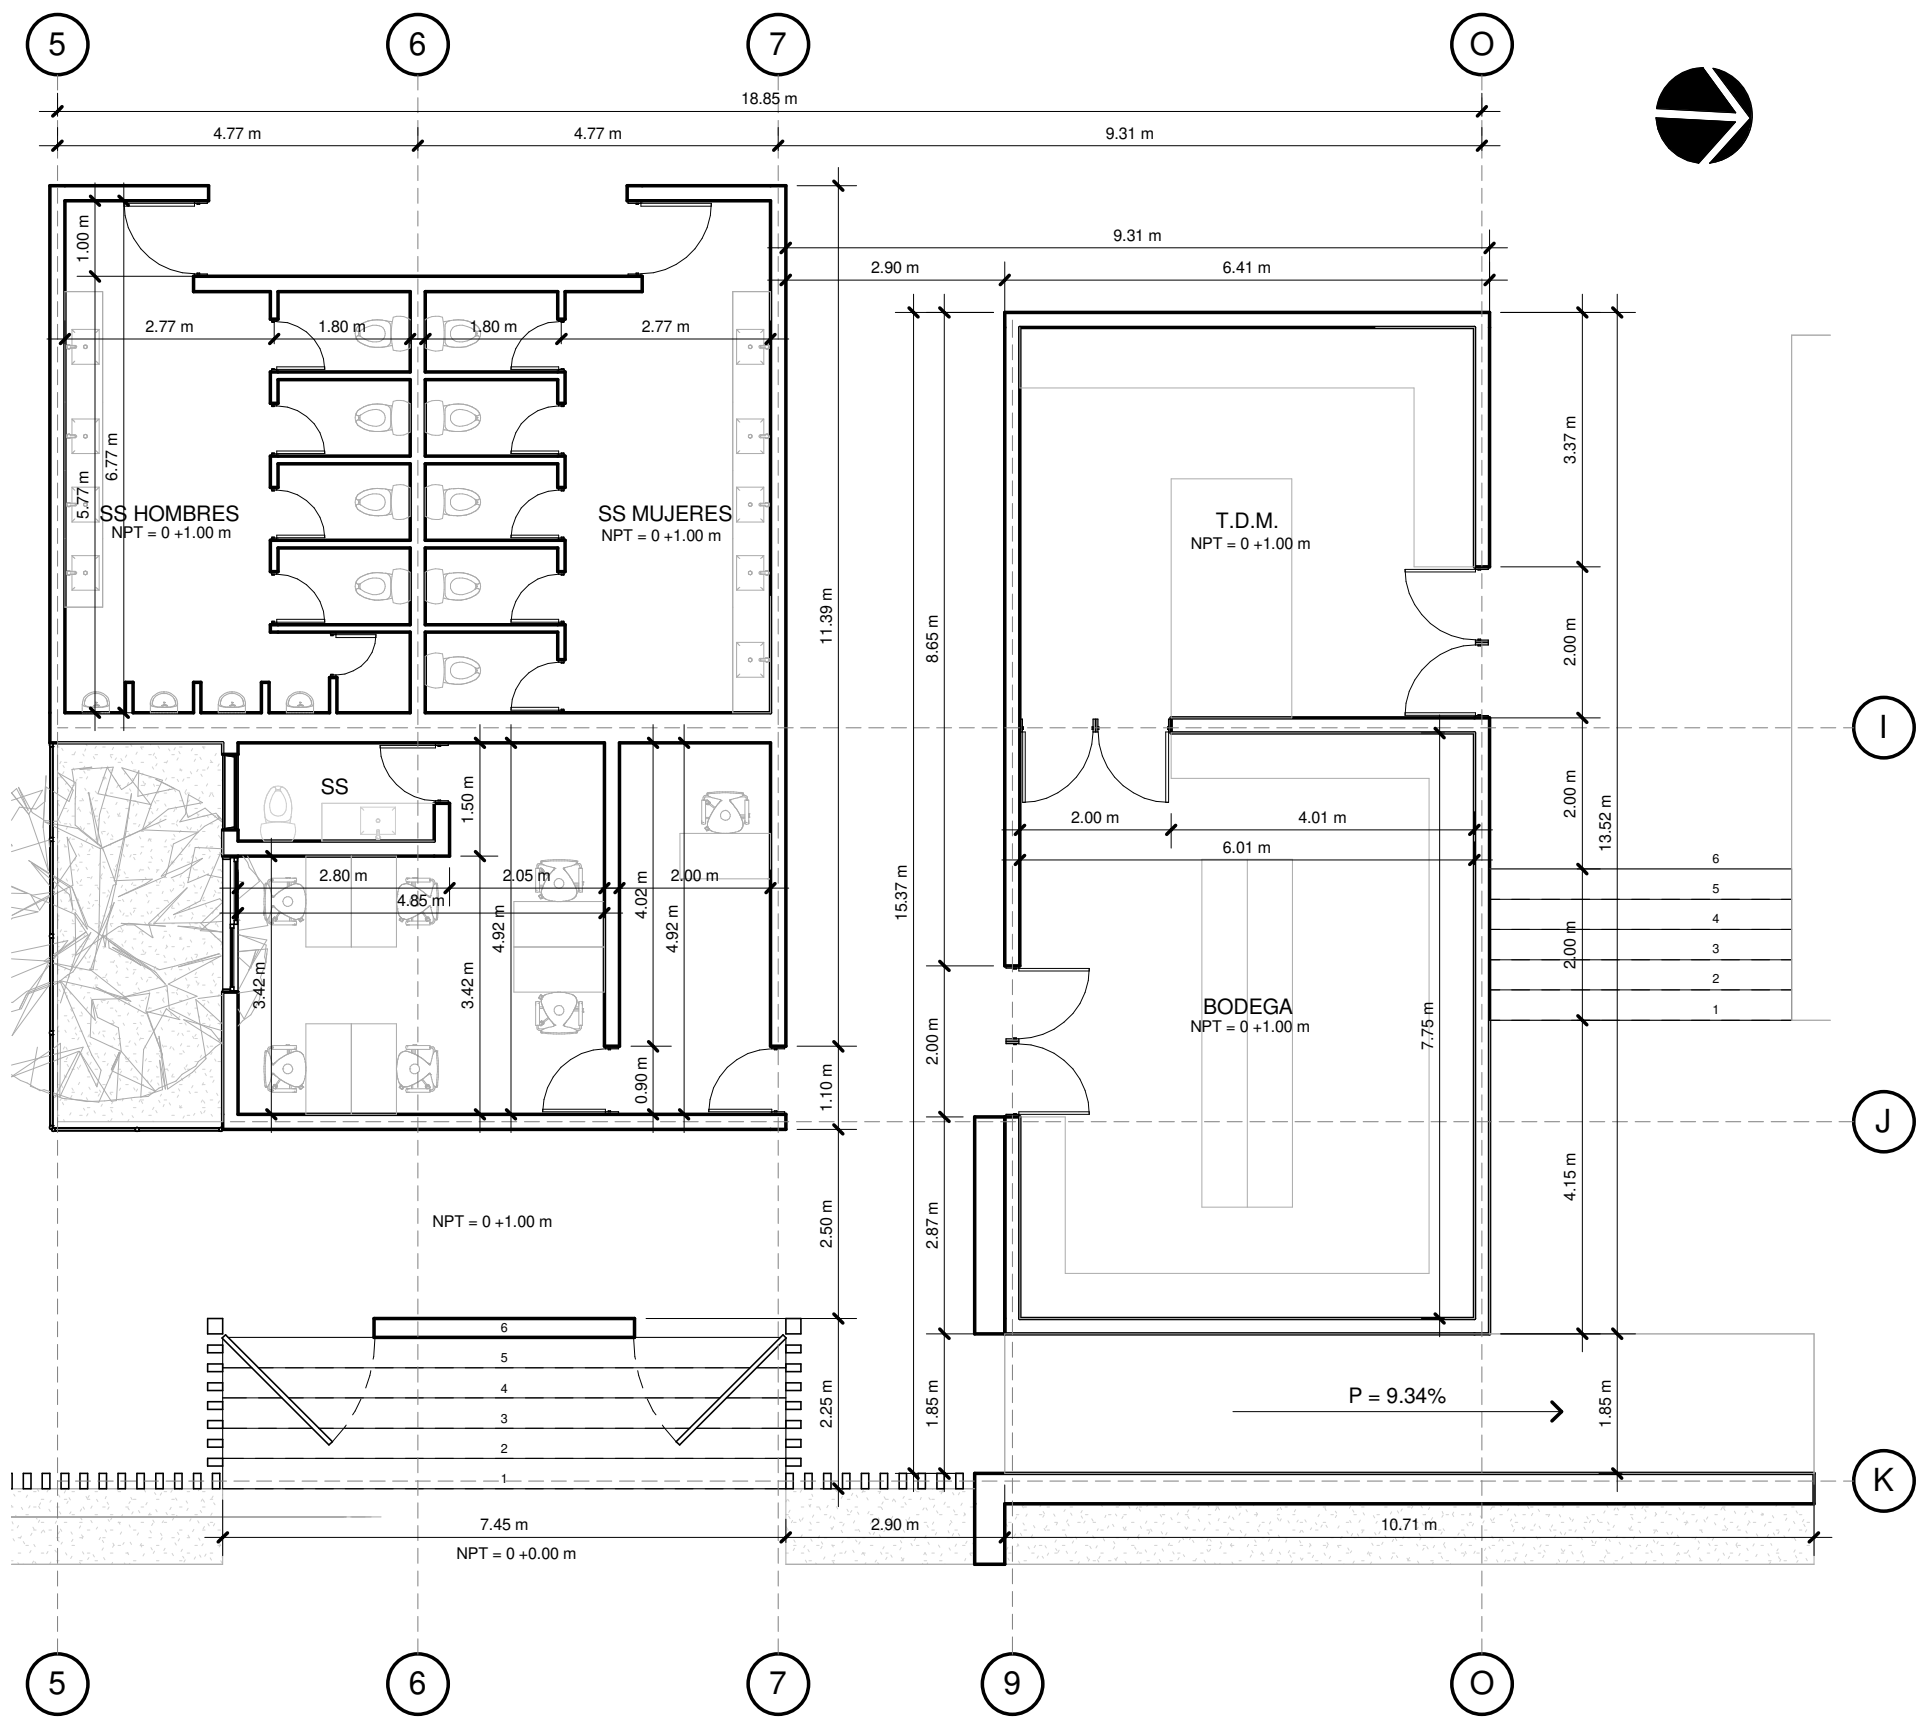 5
6
7
O
18.85 m
4.77 m
4.77 m
9.31 m
9.31 m
2.90 m
6.41 m
1.00 m
2.77 m
1.80 m
1.80 m
2.77 m
6.77 m
5.77 m
SS HOMBRES
NPT = 0 +1.00 m
SS MUJERES
NPT = 0 +1.00 m
T.D.M.
NPT = 0 +1.00 m
3.37 m
11.39 m
8.65 m
2.00 m
I
SS
1.50 m
2.00 m
13.52 m
2.00 m
4.01 m
6.01 m
2.80 m
2.05 m
2.00 m
4.85 m
4.02 m
4.92 m
4.92 m
15.37 m
6
5
4
3
2
1
2.00 m
3.42 m
3.42 m
BODEGA
NPT = 0 +1.00 m
7.75 m
2.00 m
0.90 m
1.10 m
J
4.15 m
NPT = 0 +1.00 m
2.50 m
2.87 m
6
5
4
3
2
1
2.25 m
1.85 m
P = 9.34%
1.85 m
K
7.45 m
2.90 m
10.71 m
NPT = 0 +0.00 m
5
6
7
9
O